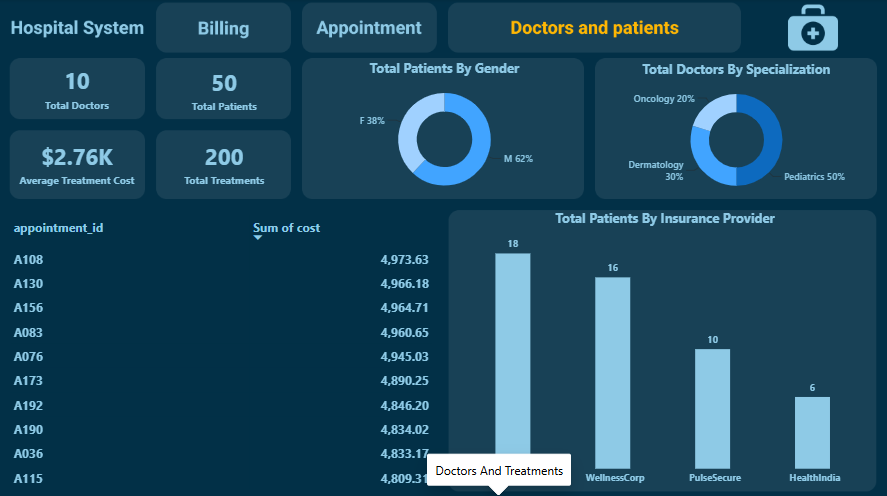 Hospital System
Billing
Appointment
Doctors and patients
10
Total Doctors
50
Total Patients
$2.76K
Average Treatment Cost
200
Total Treatments
Total Patients By Gender
F 38%
M 62%
Total Doctors By Specialization
Oncology 20%
Dermatology
30%
Pediatrics 50%
appointment_id Sum of cost
A108 4,973.63
A130 4,966.18
A156 4,964.71
A083 4,960.65
A076 4,945.03
A173 4,890.25
A192 4,846.20
A190 4,834.02
A036 4,833.17
A115 4,809.31
Total Patients By Insurance Provider
18
16
10
6
WellnessCorp
PulseSecure
HealthIndia
Doctors And Treatments